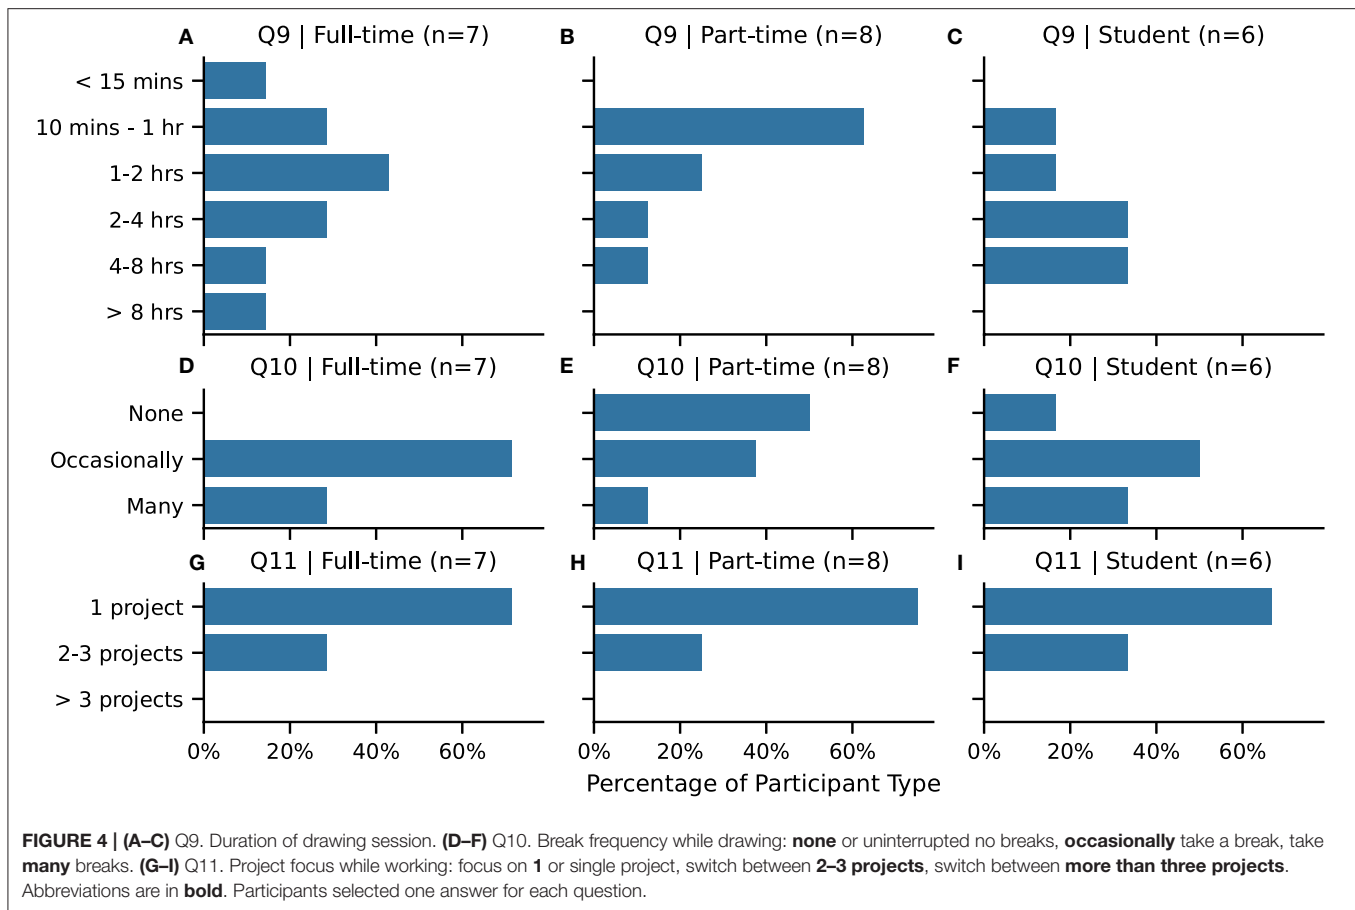 A Q9 | Full-time (n=7) B Q9 | Part-time (n=8) C Q9 | Student (n=6)
< 15 mins
10 mins - 1 hr
1-2 hrs
2-4 hrs
4-8 hrs
> 8 hrs
D Q10 | Full-time (n=7) E Q10 | Part-time (n=8) F Q10 | Student (n=6)
None
Occasionally
Many
G Q11 | Full-time (n=7) H Q11 | Part-time (n=8) I Q11 | Student (n=6)
1 project
2-3 projects
> 3 projects
0% 20% 40% 60% 0% 20% 40% 60% 0% 20% 40% 60%
Percentage of Participant Type
FIGURE 4 | (A–C) Q9. Duration of drawing session. (D–F) Q10. Break frequency while drawing: none or uninterrupted no breaks, occasionally take a break, take
many breaks. (G–I) Q11. Project focus while working: focus on 1 or single project, switch between 2–3 projects, switch between more than three projects.
Abbreviations are in bold. Participants selected one answer for each question.